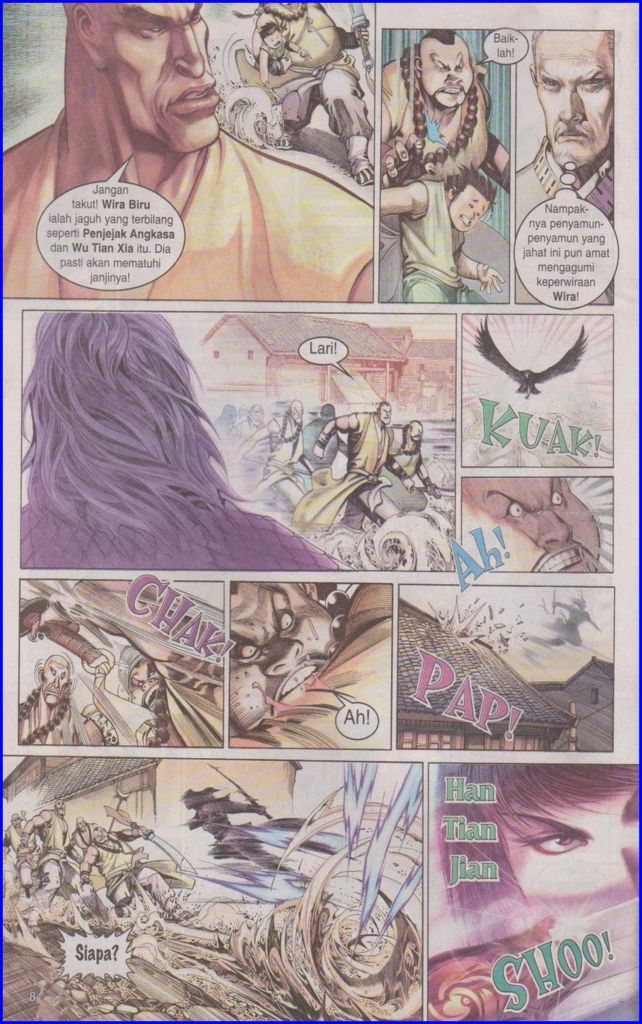 Jangan
takut! Wira Biru
ialah jaguh yang terbilang
seperti Penjejak Angkasa
dan Wu Tian Xia itu. Dia
pasti akan mematuhi
janjinya!
Baik-
lah!
Nampak-
nya penyamun-
penyamun yang
jahat ini pun amat
mengagumi
keperwiraan
Wira!
Lari!
KUAK!
Ah!
CHAK!
Ah!
PAP!
Siapa?
Han
Tian
Jian
SHOO!
8